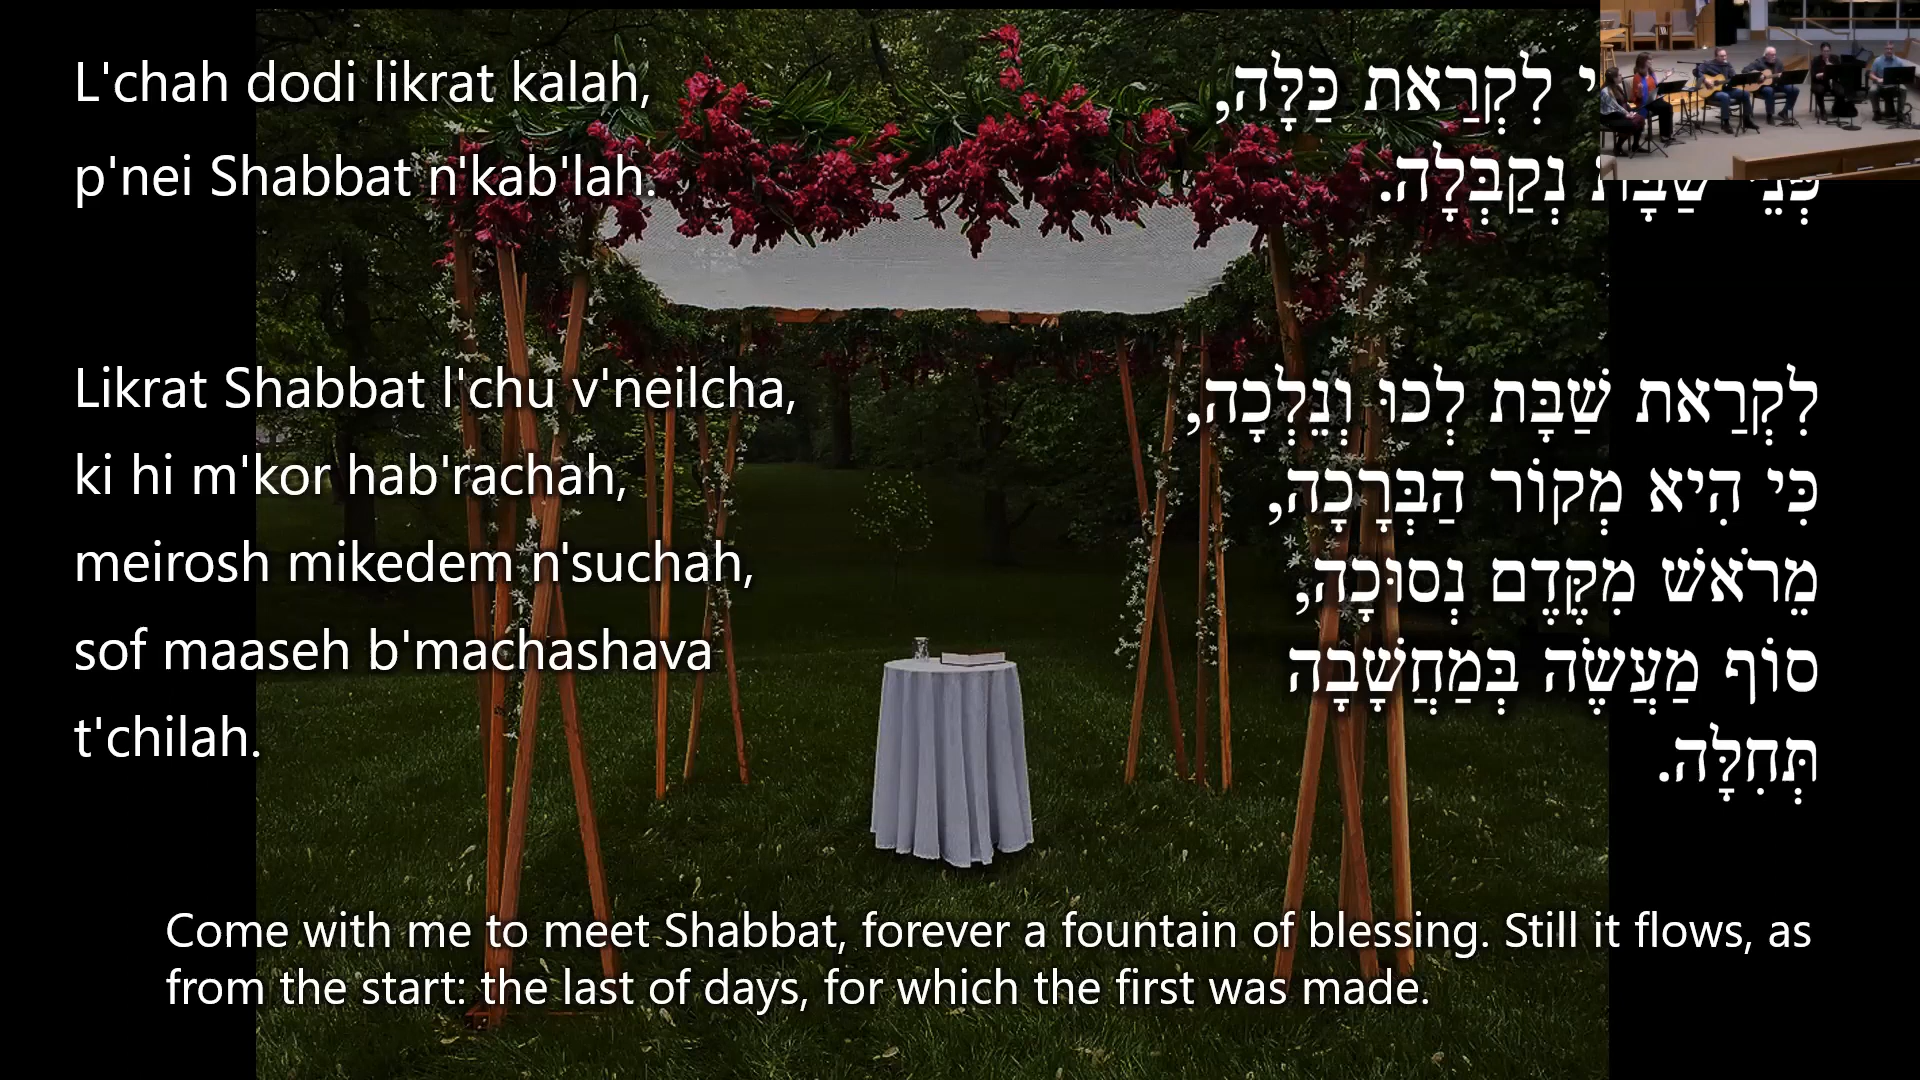 L'chah dodi likrat kalah,
p'nei Shabbat n'kab'lah.
לִקְרַאת כַּלָּה,
נְקַבְּלָה.
Likrat Shabbat l'chu v'neilcha,
ki hi m'kor hab'rachah,
meirosh mikedem n'suchah,
sof maaseh b'machashava
t'chilah.
לִקְרַאת שַׁבָּת לְכוּ וְנֵלְכָה,
כִּי הִיא מְקוֹר הַבְּרָכָה,
מֵרֹאשׁ מִקֶּדֶם נְסוּכָה,
סוֹף מַעֲשֶׂה בְּמַחֲשָׁבָה
תְּחִלָּה.
Come with me to meet Shabbat, forever a fountain of blessing. Still it flows, as
from the start: the last of days, for which the first was made.